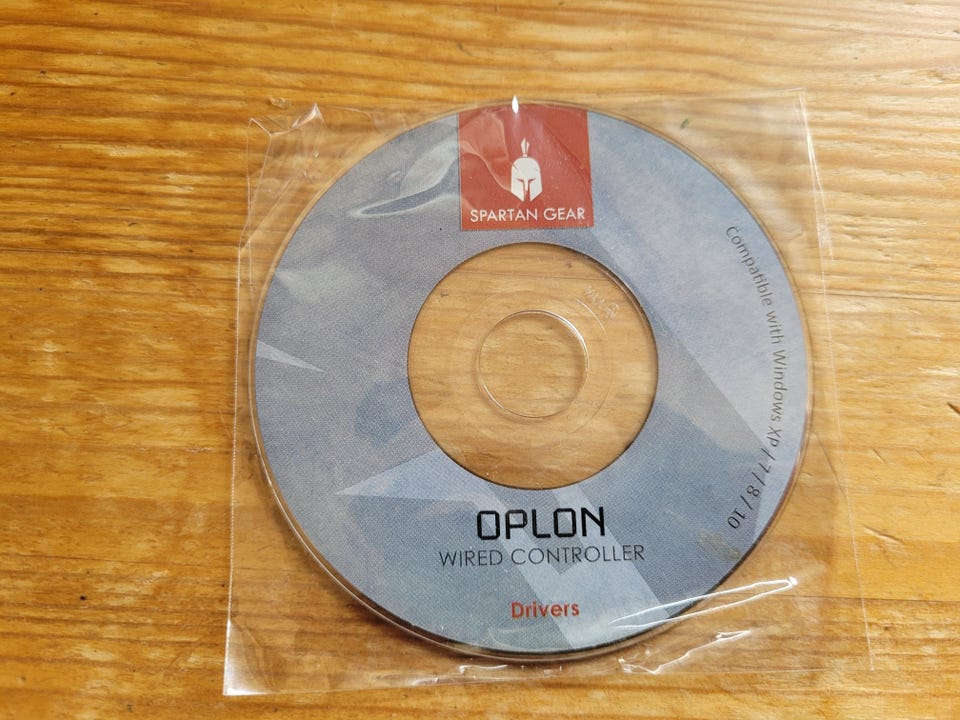 SPARTAN GEAR
Compatible with Windows XP / 7 / 8 / 10
OPLON
WIRED CONTROLLER
Drivers